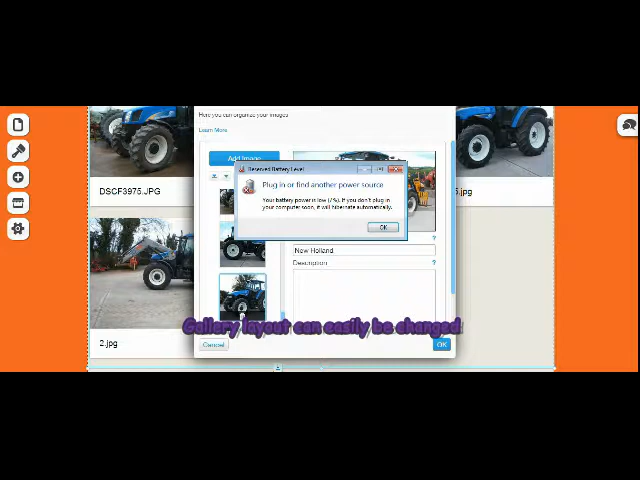 Here you can organize your images
Learn More
Add Image
Reserved Battery Level
Plug in or find another power source
Your battery power is low (7%). If you don't plug in
your computer soon, it will hibernate automatically.
OK
DSCF3975.JPG
.jpg
New Holland
?
Description
?
Gallery layout can easily be changed
2.jpg
Cancel
OK